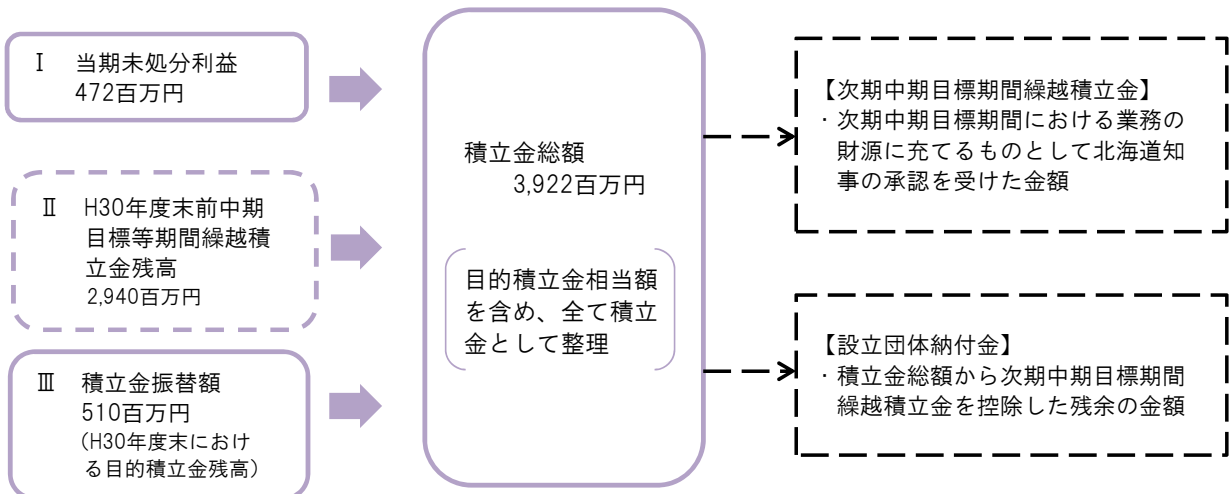 Ⅰ 当期未処分利益
472百万円
Ⅱ H30年度末前中期
目標等期間繰越積
立金残高
2,940百万円
Ⅲ 積立金振替額
510百万円
(H30年度末におけ
る目的積立金残高)
積立金総額
3,922百万円
目的積立金相当額
を含め、全て積立
金として整理
【次期中期目標期間繰越積立金】
・次期中期目標期間における業務の
財源に充てるものとして北海道知
事の承認を受けた金額
【設立団体納付金】
・積立金総額から次期中期目標期間
繰越積立金を控除した残余の金額